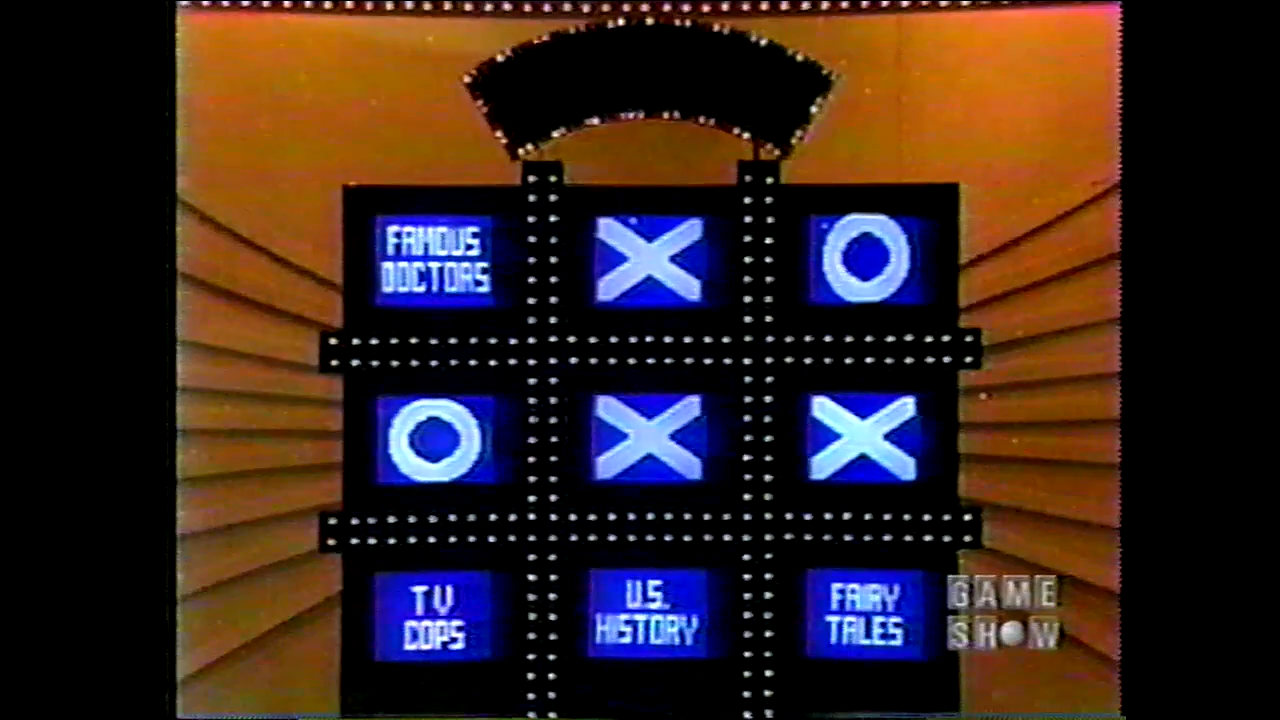 FAMOUS
DOCTORS
X
O
O
X
X
TV
COPS
U.S.
HISTORY
FAIRY
TALES
GAME
SHOW